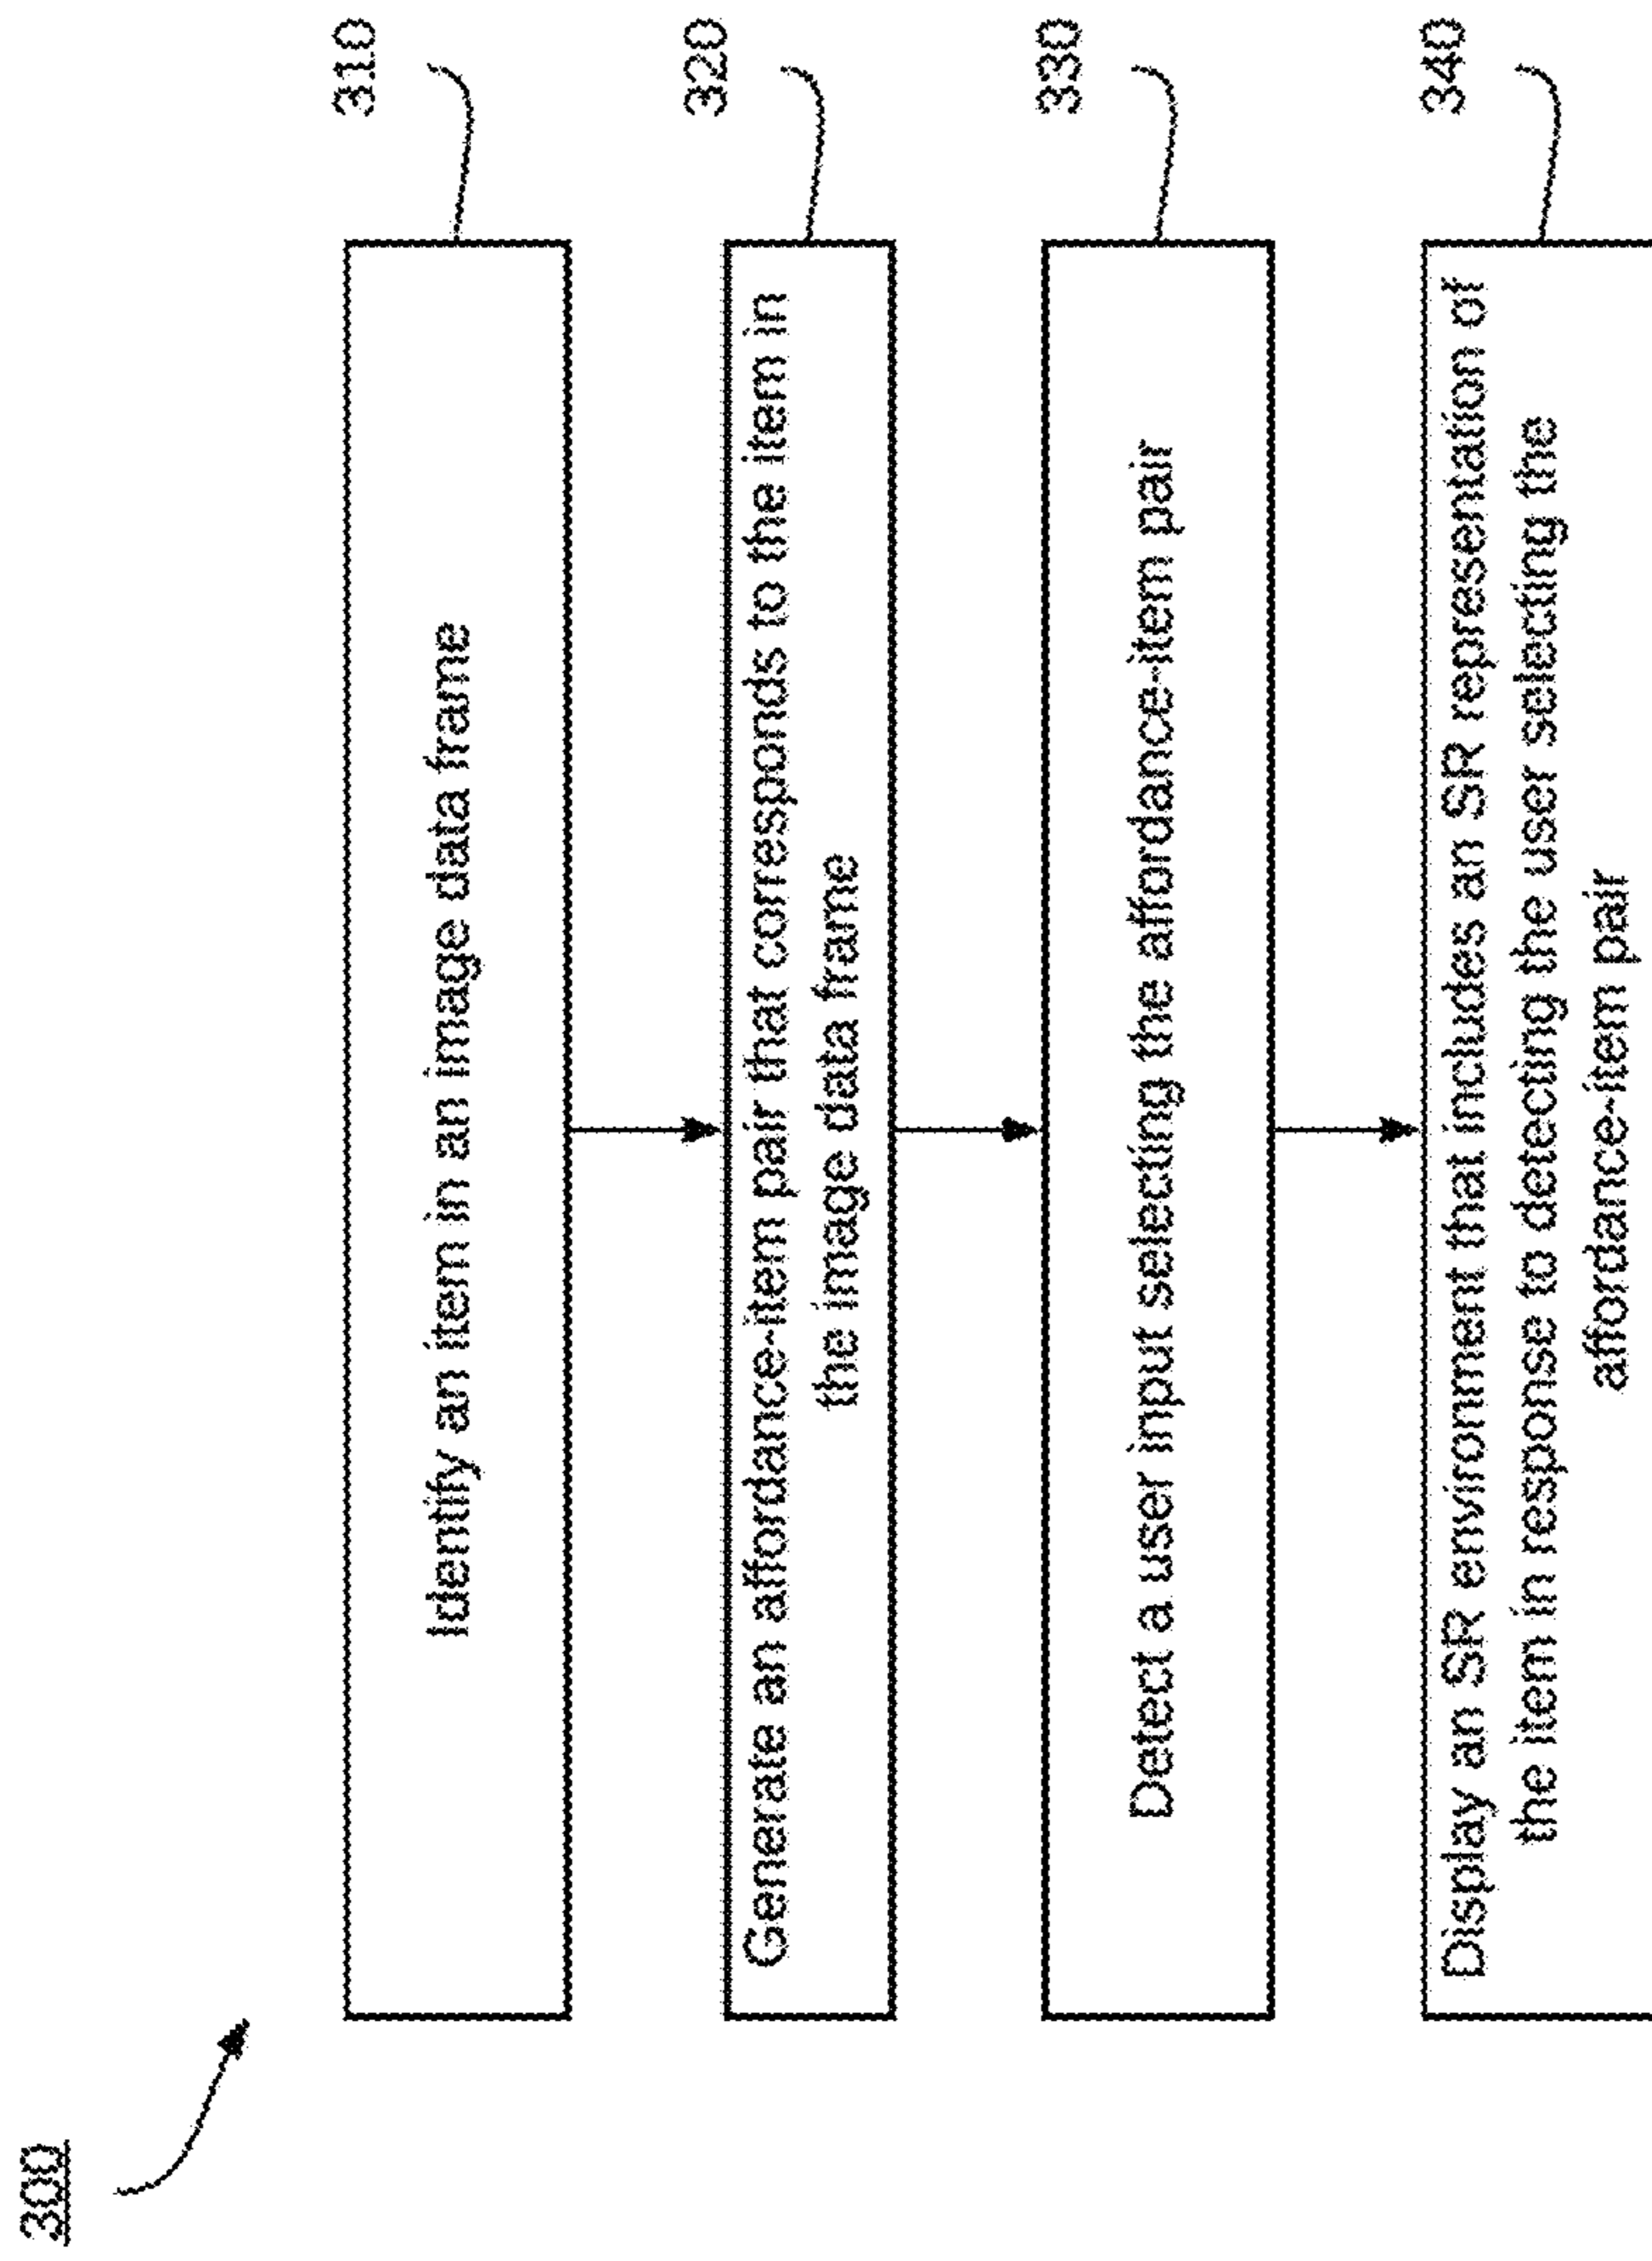 300
310
Identify an item in an image data frame
320
Generate an affordance-item pair that corresponds to the item in
the image data frame
330
Detect a user input selecting the affordance-item pair
340
Display an SR environment that includes an SR representation of
the item in response to detecting the user selecting the
affordance-item pair